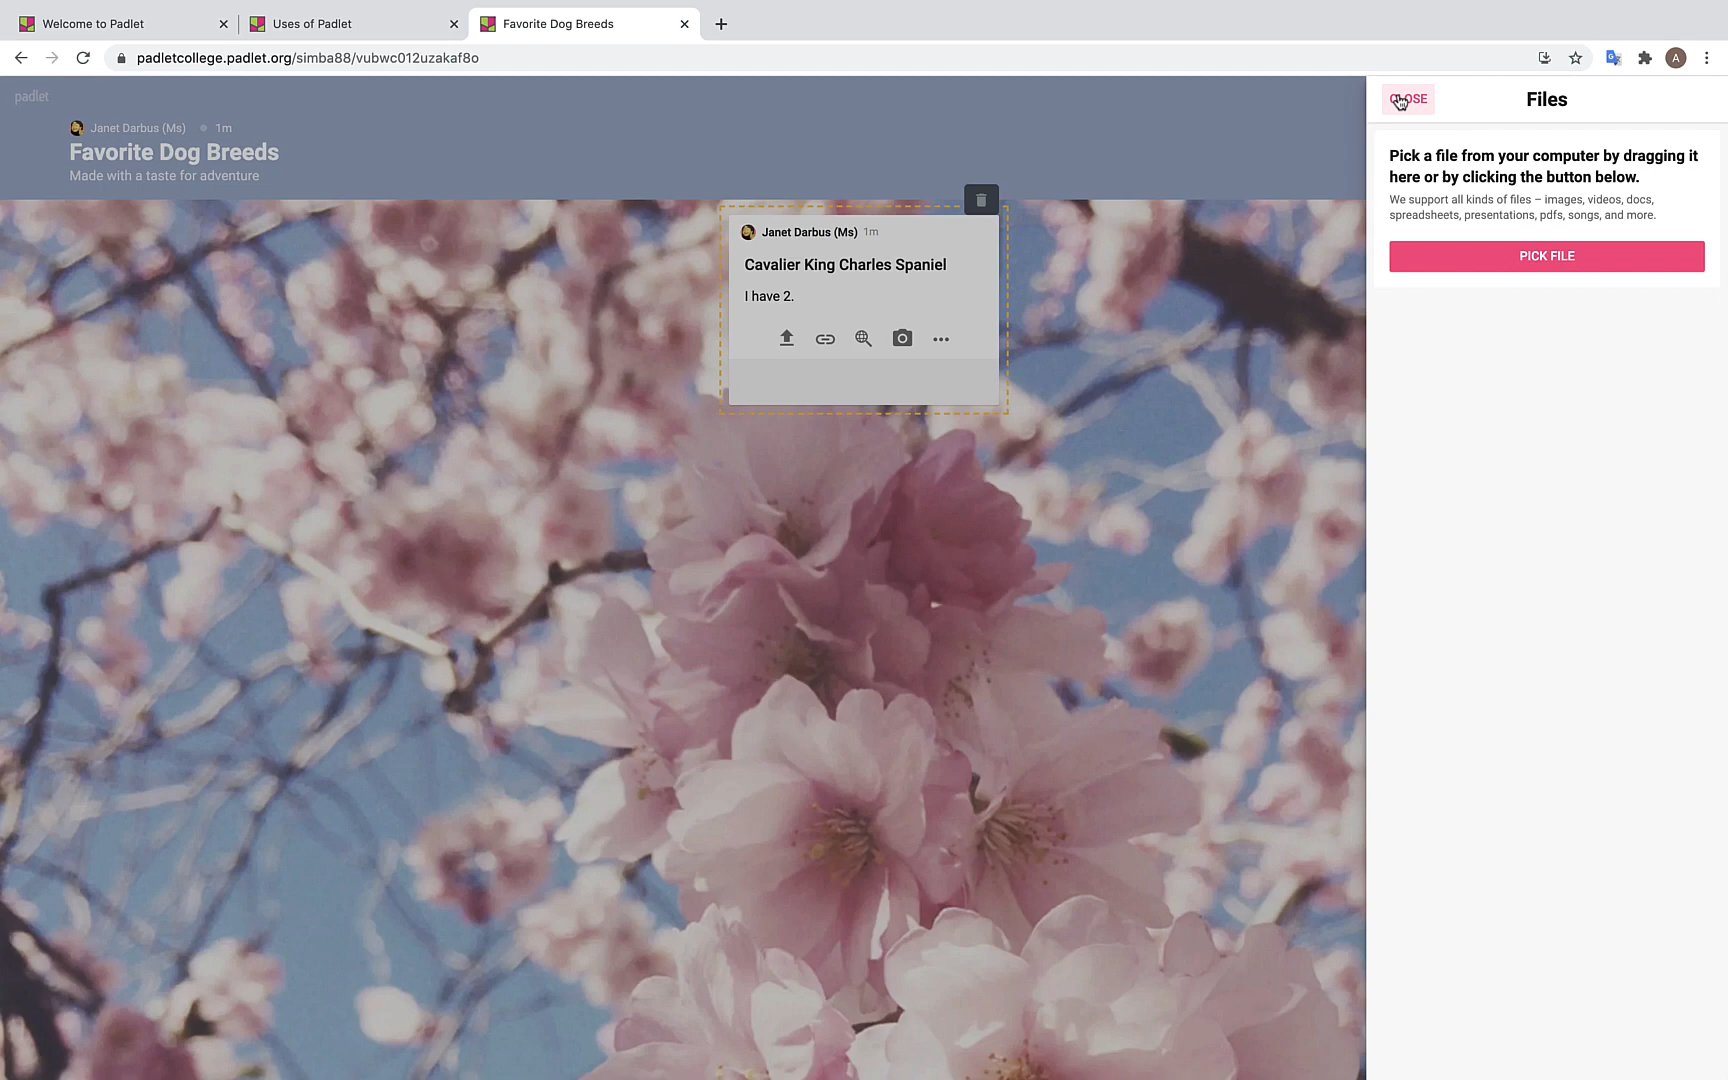 Welcome to Padlet
Uses of Padlet
Favorite Dog Breeds
padletcollege.padlet.org/simba88/vubwc012uzakaf8o
A
padlet
Janet Darbus (Ms) 1m
Favorite Dog Breeds
Made with a taste for adventure
Janet Darbus (Ms) 1m
Cavalier King Charles Spaniel
I have 2.
CLOSE
Files
Pick a file from your computer by dragging it
here or by clicking the button below.
We support all kinds of files – images, videos, docs,
spreadsheets, presentations, pdfs, songs, and more.
PICK FILE